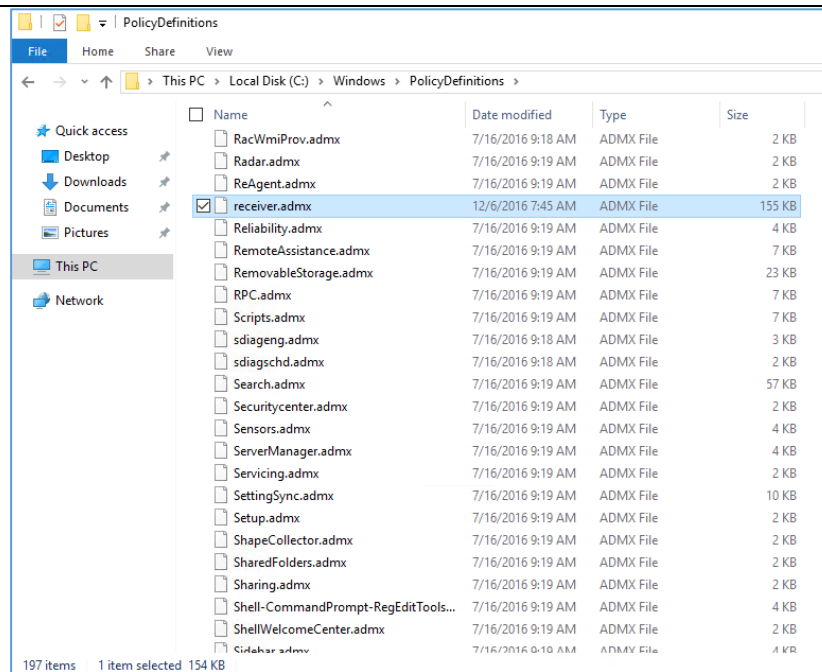 PolicyDefinitions
File Home Share View
This PC > Local Disk (C:) > Windows > PolicyDefinitions >
Name Date modified Type Size
Quick access
Desktop
Downloads
Documents
Pictures
This PC
Network
RacWmiProv.admx 7/16/2016 9:18 AM ADMX File 2 KB
Radar.admx 7/16/2016 9:19 AM ADMX File 2 KB
ReAgent.admx 7/16/2016 9:19 AM ADMX File 2 KB
receiver.admx 12/6/2016 7:45 AM ADMX File 155 KB
Reliability.admx 7/16/2016 9:19 AM ADMX File 4 KB
RemoteAssistance.admx 7/16/2016 9:19 AM ADMX File 7 KB
RemovableStorage.admx 7/16/2016 9:19 AM ADMX File 23 KB
RPC.admx 7/16/2016 9:19 AM ADMX File 7 KB
Scripts.admx 7/16/2016 9:19 AM ADMX File 7 KB
sdiageng.admx 7/16/2016 9:18 AM ADMX File 3 KB
sdiagschd.admx 7/16/2016 9:18 AM ADMX File 2 KB
Search.admx 7/16/2016 9:19 AM ADMX File 57 KB
Securitycenter.admx 7/16/2016 9:19 AM ADMX File 2 KB
Sensors.admx 7/16/2016 9:19 AM ADMX File 4 KB
ServerManager.admx 7/16/2016 9:19 AM ADMX File 4 KB
Servicing.admx 7/16/2016 9:19 AM ADMX File 2 KB
SettingSync.admx 7/16/2016 9:19 AM ADMX File 10 KB
Setup.admx 7/16/2016 9:19 AM ADMX File 2 KB
ShapeCollector.admx 7/16/2016 9:19 AM ADMX File 2 KB
SharedFolders.admx 7/16/2016 9:19 AM ADMX File 2 KB
Sharing.admx 7/16/2016 9:19 AM ADMX File 2 KB
Shell-CommandPrompt-RegEditTools... 7/16/2016 9:19 AM ADMX File 4 KB
ShellWelcomeCenter.admx 7/16/2016 9:19 AM ADMX File 2 KB
Sidebar.admx 7/16/2016 9:19 AM ADMX File 4 KB
197 items 1 item selected 154 KB